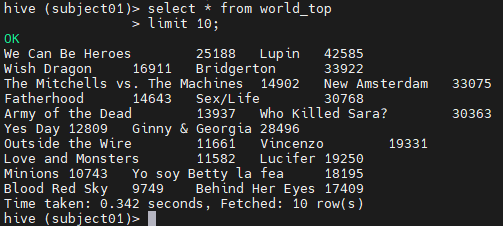 hive (subject01)> select * from world_top
                > limit 10;
OK
We Can Be Heroes        25188   Lupin   42585
Wish Dragon     16911   Bridgerton      33922
The Mitchells vs. The Machines  14902   New Amsterdam   33075
Fatherhood      14643   Sex/Life        30768
Army of the Dead        13937   Who Killed Sara?        30363
Yes Day 12809   Ginny & Georgia 28496
Outside the Wire        11661   Vincenzo        19331
Love and Monsters       11582   Lucifer 19250
Minions 10743   Yo soy Betty la fea     18195
Blood Red Sky   9749    Behind Her Eyes 17409
Time taken: 0.342 seconds, Fetched: 10 row(s)
hive (subject01)>